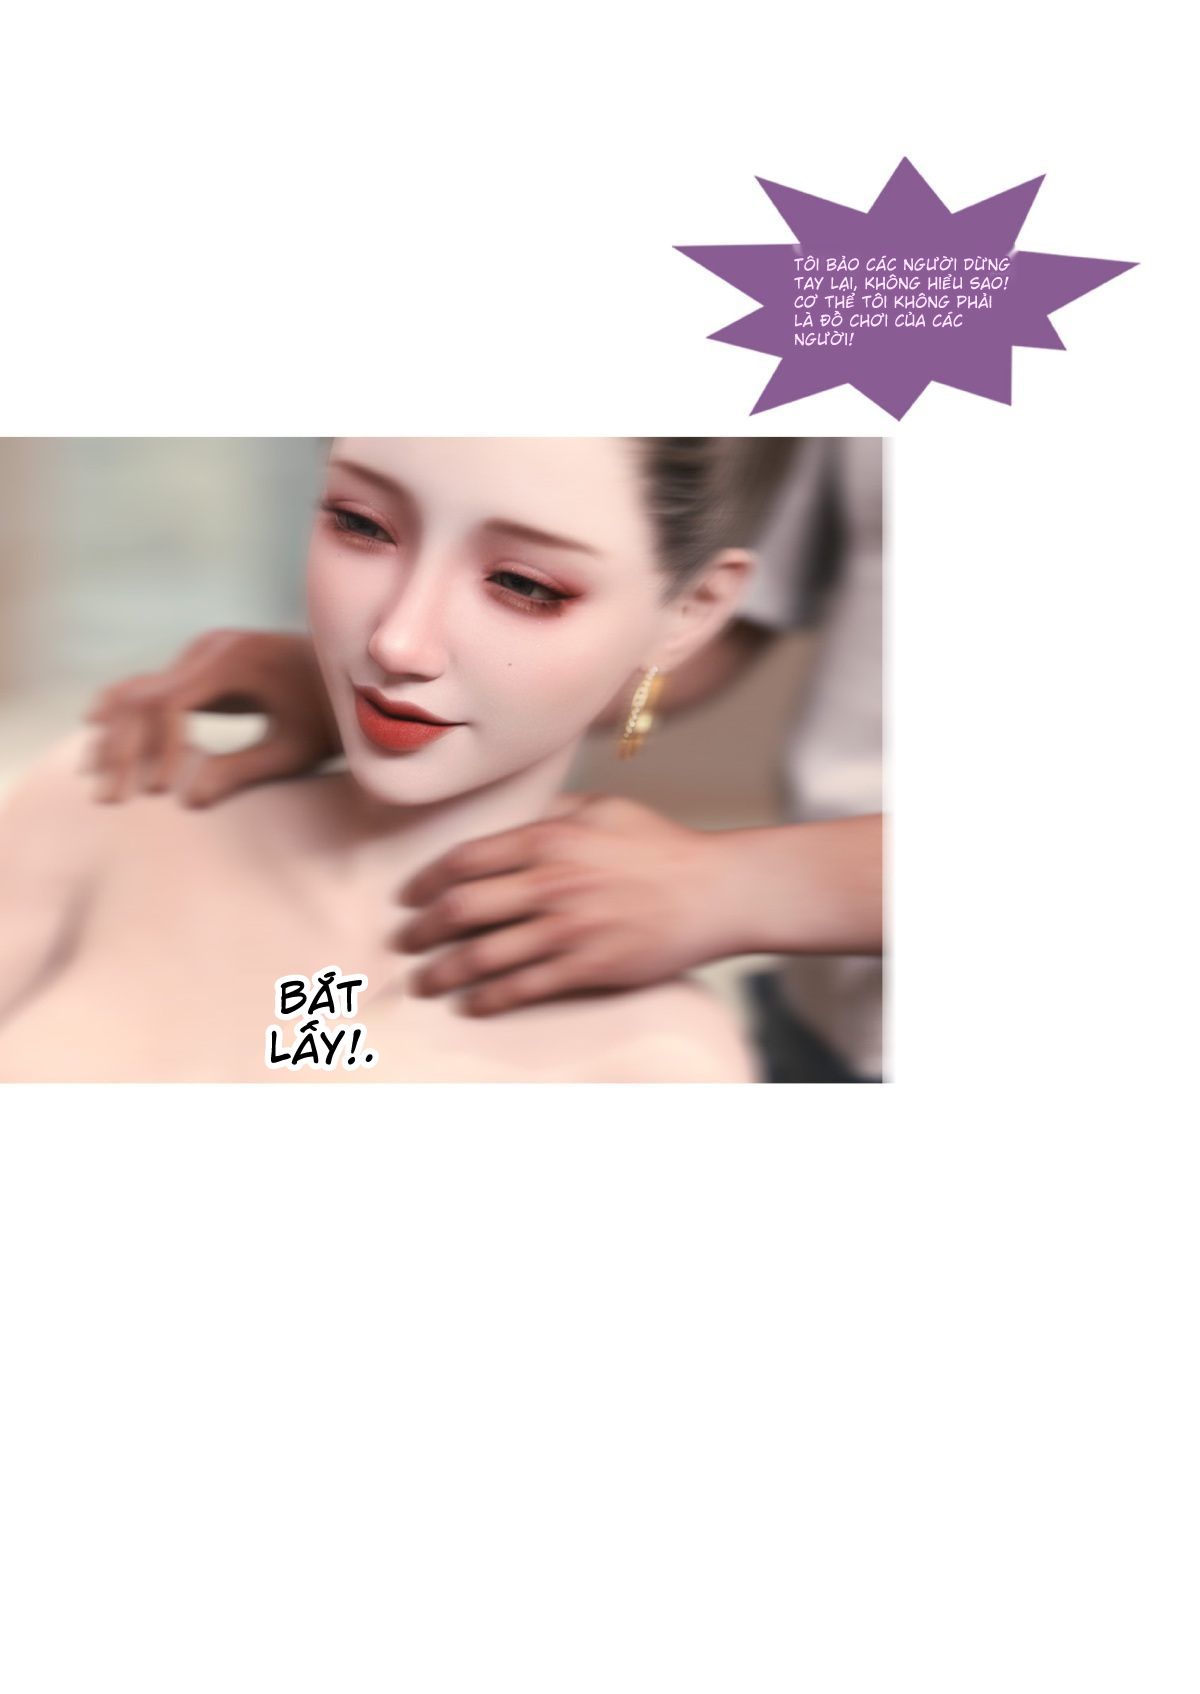 TÔI BẢO CÁC NGƯỜI DỪNG
TAY LẠI, KHÔNG HIỂU SAO!
CƠ THỂ TÔI KHÔNG PHẢI
LÀ ĐỒ CHƠI CỦA CÁC
NGƯỜI!
BẮT
LẤY!.